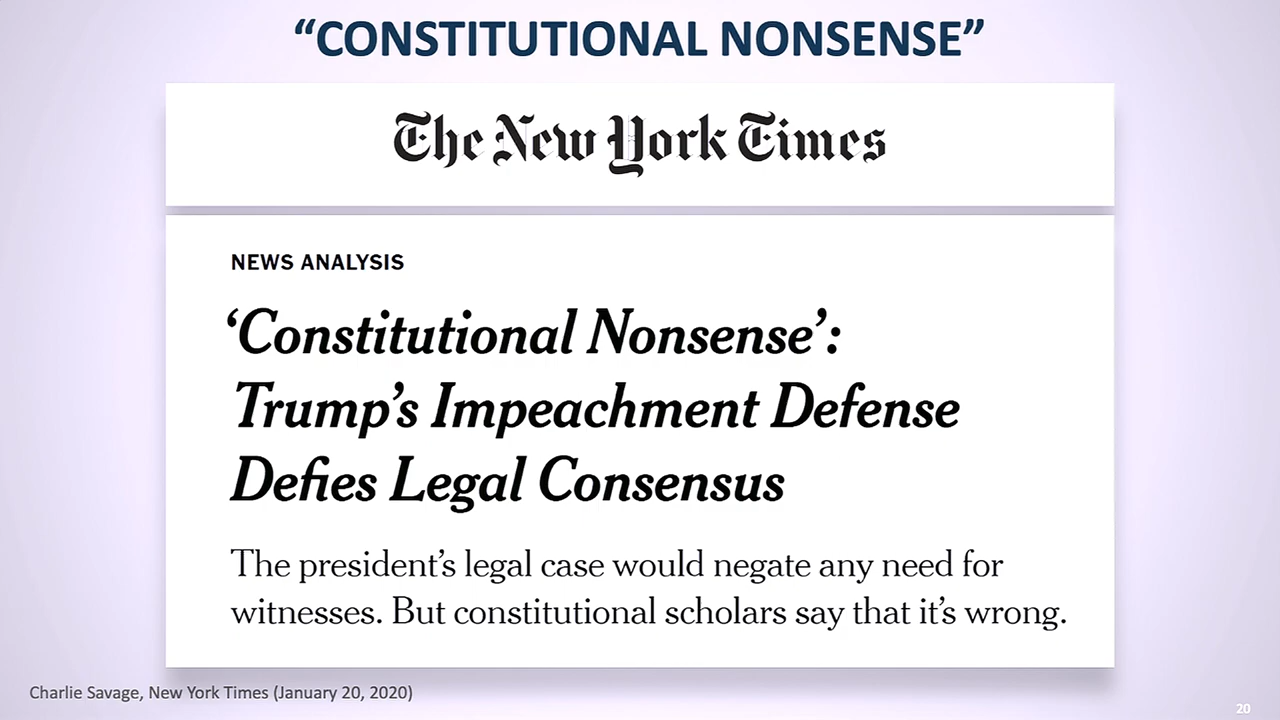 “CONSTITUTIONAL NONSENSE”
The New York Times
NEWS ANALYSIS
‘Constitutional Nonsense’:
Trump’s Impeachment Defense
Defies Legal Consensus
The president’s legal case would negate any need for
witnesses. But constitutional scholars say that it’s wrong.
Charlie Savage, New York Times (January 20, 2020)
20